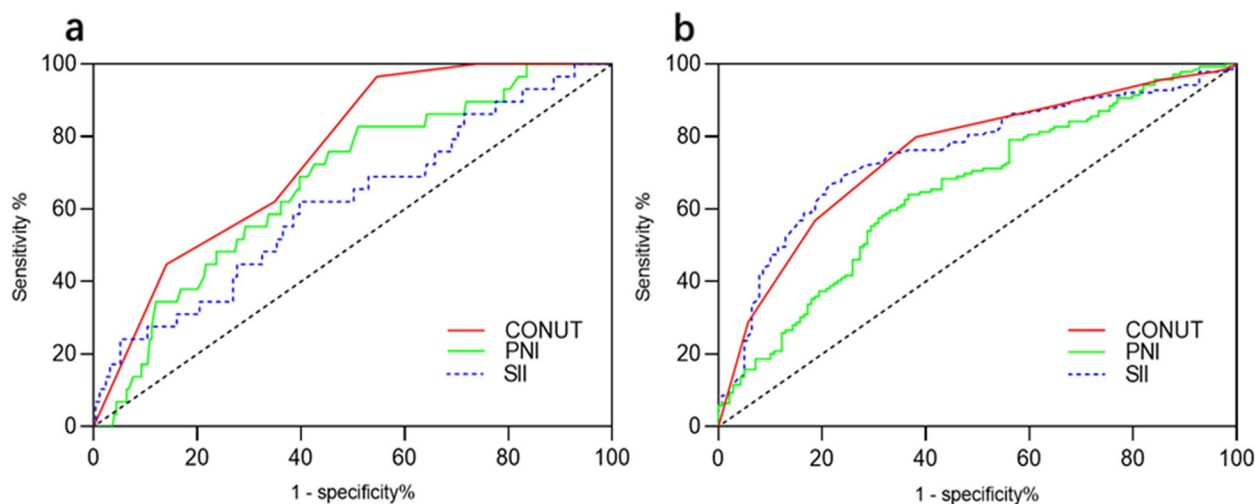 a
100
80
60
40
20
0
Sensitivity %
CONUT
PNI
SII
0 20 40 60 80 100
1 - specificity%
b
100
80
60
40
20
0
Sensitivity %
CONUT
PNI
SII
0 20 40 60 80 100
1 - specificity%